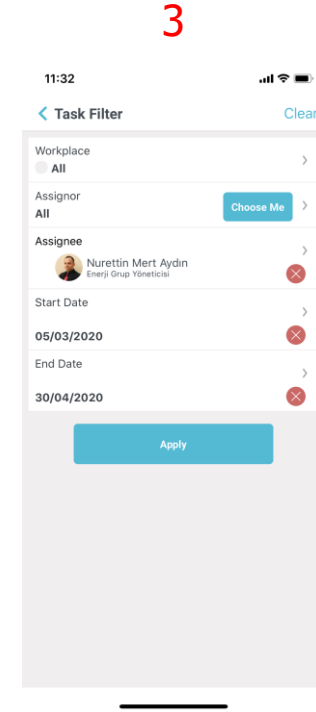 3
11:32
Task Filter
Clear
Workplace
All
Assignor
All
Choose Me
Assignee
Nurettin Mert Aydın
Enerji Grup Yöneticisi
Start Date
05/03/2020
End Date
30/04/2020
Apply